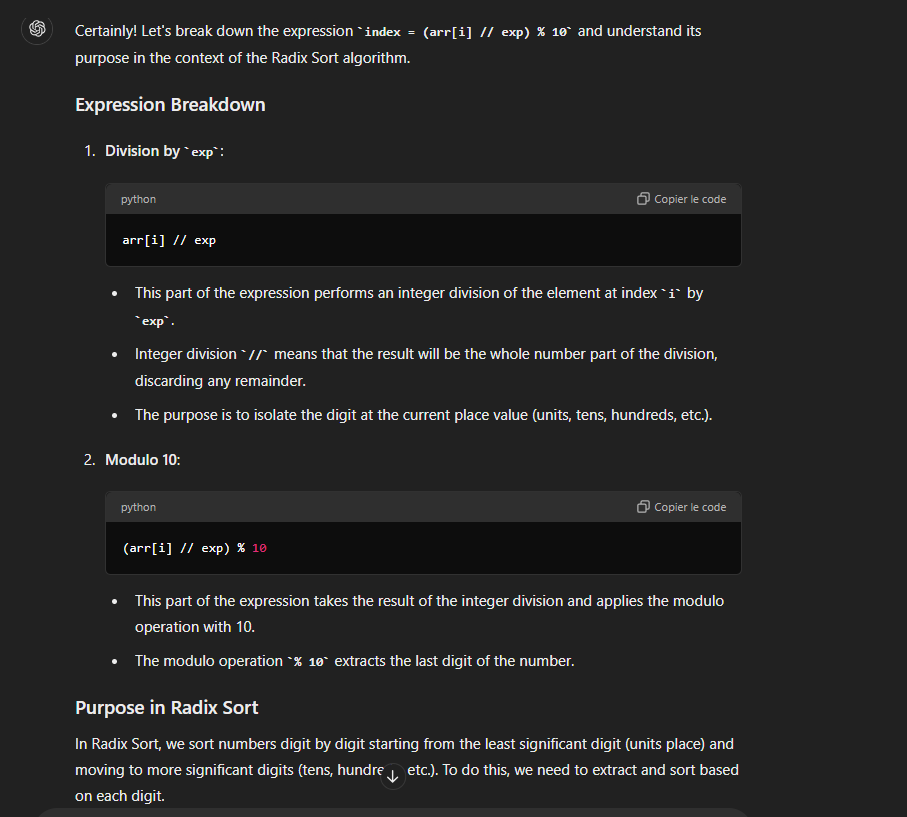 Certainly! Let's break down the expression `index = (arr[i] // exp) % 10` and understand its
purpose in the context of the Radix Sort algorithm.
Expression Breakdown
1. Division by `exp`:
python
Copier le code
arr[i] // exp
• This part of the expression performs an integer division of the element at index `i` by
`exp`.
• Integer division `//` means that the result will be the whole number part of the division,
discarding any remainder.
• The purpose is to isolate the digit at the current place value (units, tens, hundreds, etc.).
2. Modulo 10:
python
Copier le code
(arr[i] // exp) % 10
• This part of the expression takes the result of the integer division and applies the modulo
operation with 10.
• The modulo operation `% 10` extracts the last digit of the number.
Purpose in Radix Sort
In Radix Sort, we sort numbers digit by digit starting from the least significant digit (units place) and
moving to more significant digits (tens, hundre etc.). To do this, we need to extract and sort based
on each digit.